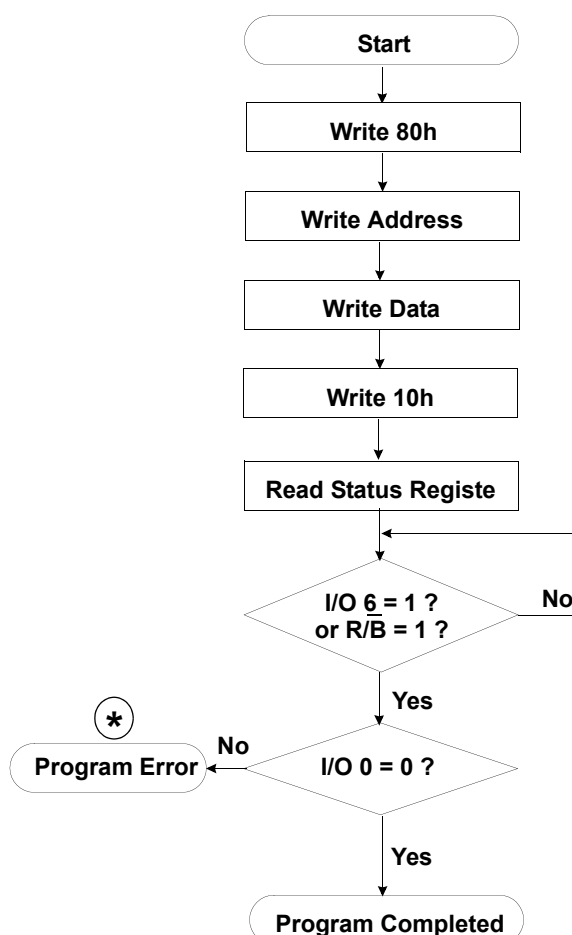 Start
Write 80h
Write Address
Write Data
Write 10h
Read Status Registe
I/O 6 = 1 ?
or R/B̅ = 1 ?
No
Yes
*
No
Program Error
I/O 0 = 0 ?
Yes
Program Completed